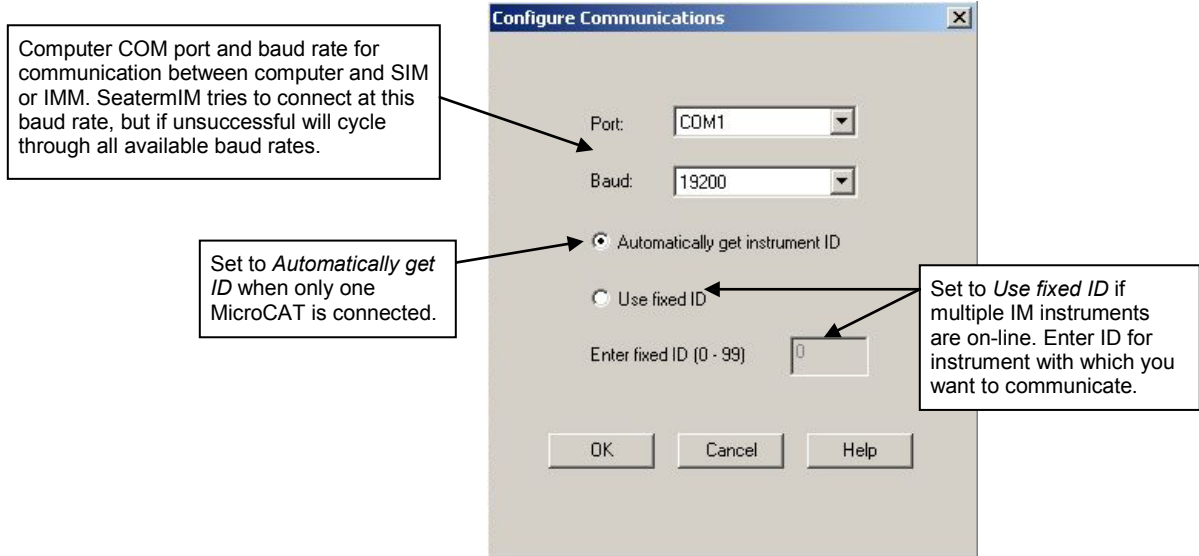 Configure Communications
Computer COM port and baud rate for
communication between computer and SIM
or IMM. SeatermIM tries to connect at this
baud rate, but if unsuccessful will cycle
through all available baud rates.
Port:
COM1
Baud:
19200
Automatically get instrument ID
Set to Automatically get
ID when only one
MicroCAT is connected.
Use fixed ID
Set to Use fixed ID if
multiple IM instruments
are on-line. Enter ID for
instrument with which you
want to communicate.
Enter fixed ID (0 - 99)
0
OK
Cancel
Help